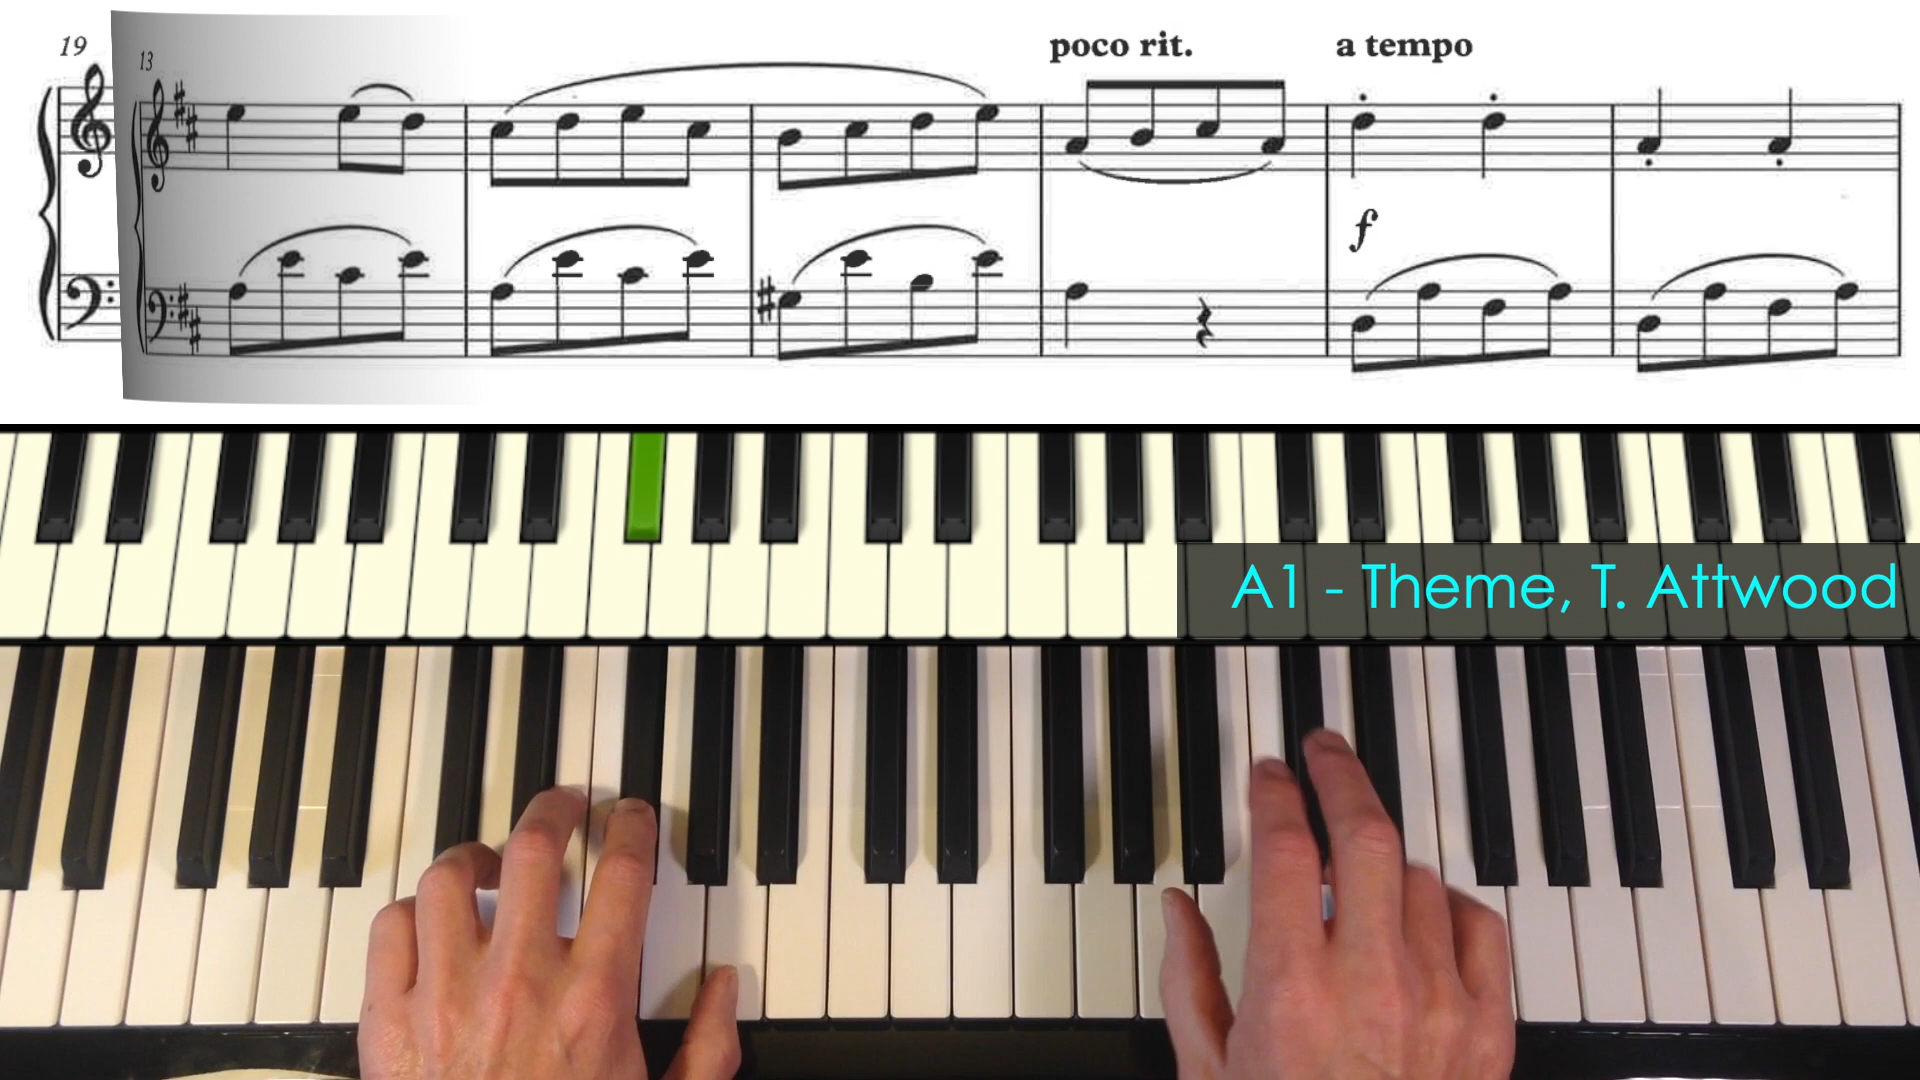 poco rit. a tempo
19
13
f
A1 - Theme, T. Attwood